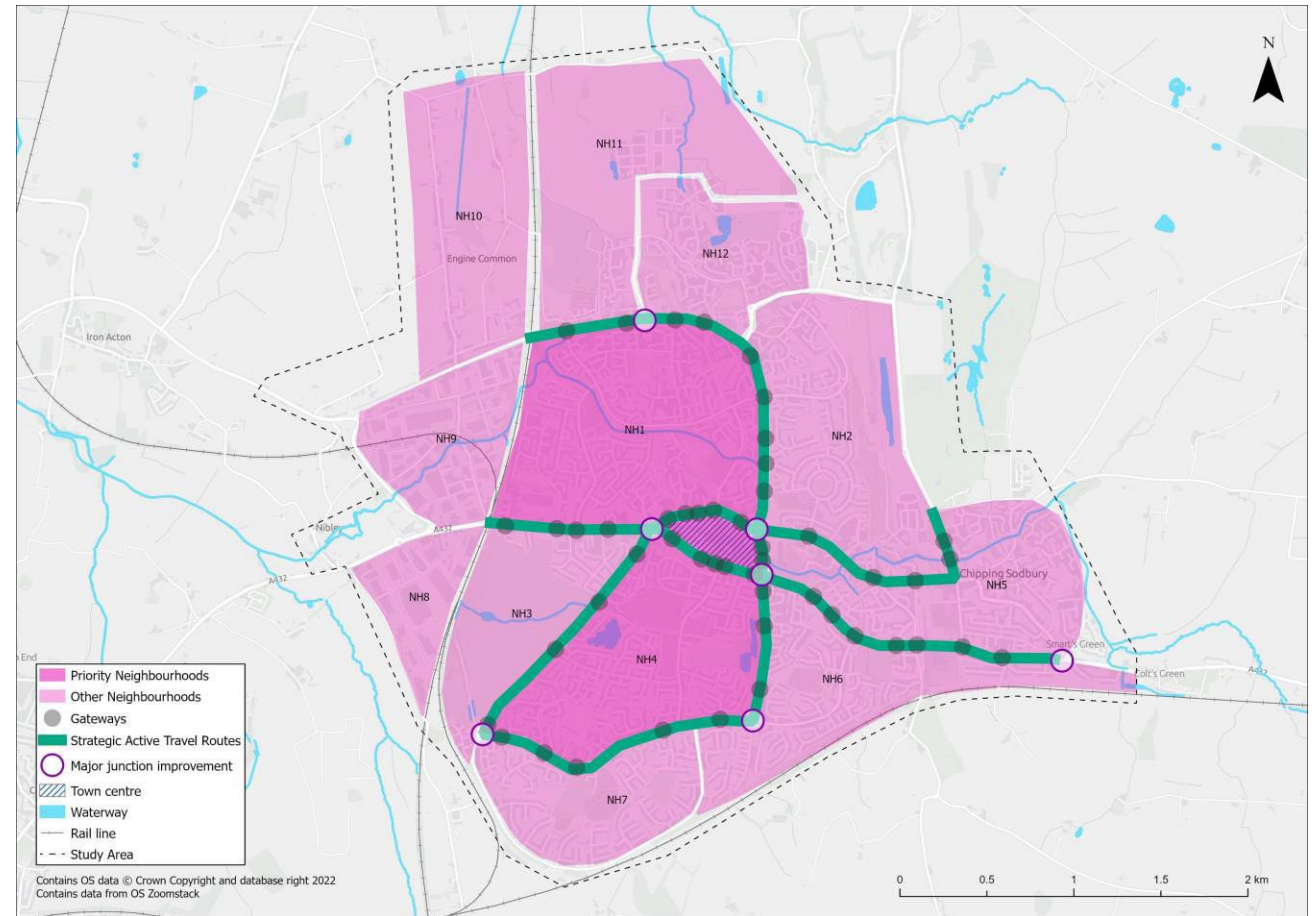 N
NH11
NH10
NH12
Engine Common
Iron Acton
NH1
NH2
NH9
Nibley
A432
A432
Chipping Sodbury
NH5
NH8
NH3
NH4
NH6
Smart's Green
Colt's Green
A432
NH7
End
Priority Neighbourhoods
Other Neighbourhoods
Gateways
Strategic Active Travel Routes
Major junction improvement
Town centre
Waterway
Rail line
Study Area
Contains OS data © Crown Copyright and database right 2022
Contains data from OS Zoomstack
0 0.5 1 1.5 2 km